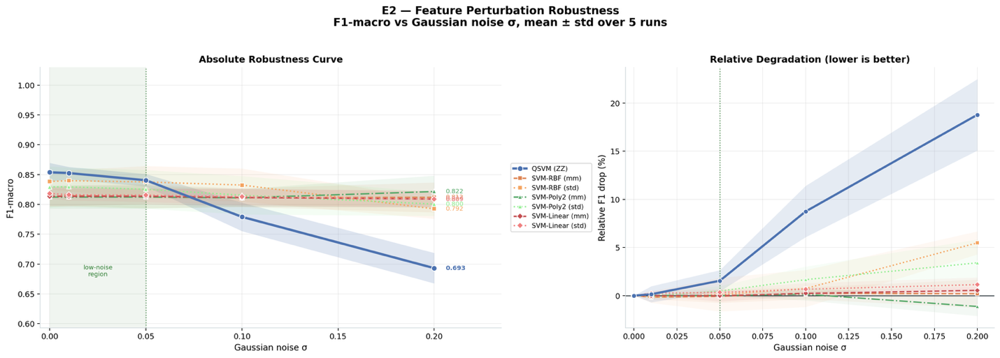 E2 — Feature Perturbation Robustness
F1-macro vs Gaussian noise σ, mean ± std over 5 runs
Absolute Robustness Curve
F1-macro
1.00
0.95
0.90
0.85
0.80
0.75
0.70
0.65
0.60
low-noise
region
0.822
0.809
0.800
0.792
0.693
0.00
0.05
0.10
0.15
0.20
Gaussian noise σ
QSVM (ZZ)
SVM-RBF (mm)
SVM-RBF (std)
SVM-Poly2 (mm)
SVM-Poly2 (std)
SVM-Linear (mm)
SVM-Linear (std)
Relative Degradation (lower is better)
Relative F1 drop (%)
20
15
10
5
0
0.000
0.025
0.050
0.075
0.100
0.125
0.150
0.175
0.200
Gaussian noise σ